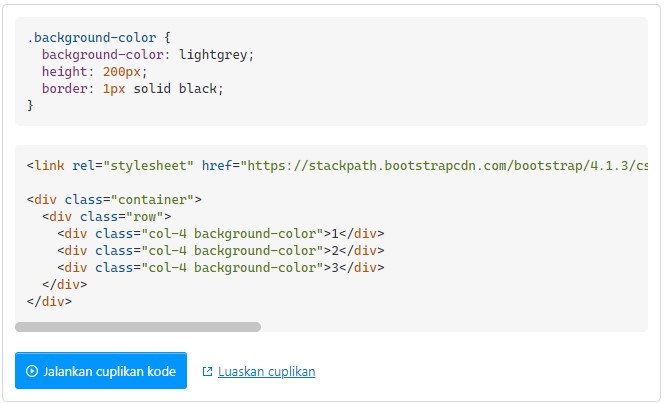 .background-color {
  background-color: lightgrey;
  height: 200px;
  border: 1px solid black;
}
<link rel="stylesheet" href="https://stackpath.bootstrapcdn.com/bootstrap/4.1.3/cs
<div class="container">
  <div class="row">
    <div class="col-4 background-color">1</div>
    <div class="col-4 background-color">2</div>
    <div class="col-4 background-color">3</div>
  </div>
</div>
Jalankan cuplikan kode Luaskan cuplikan